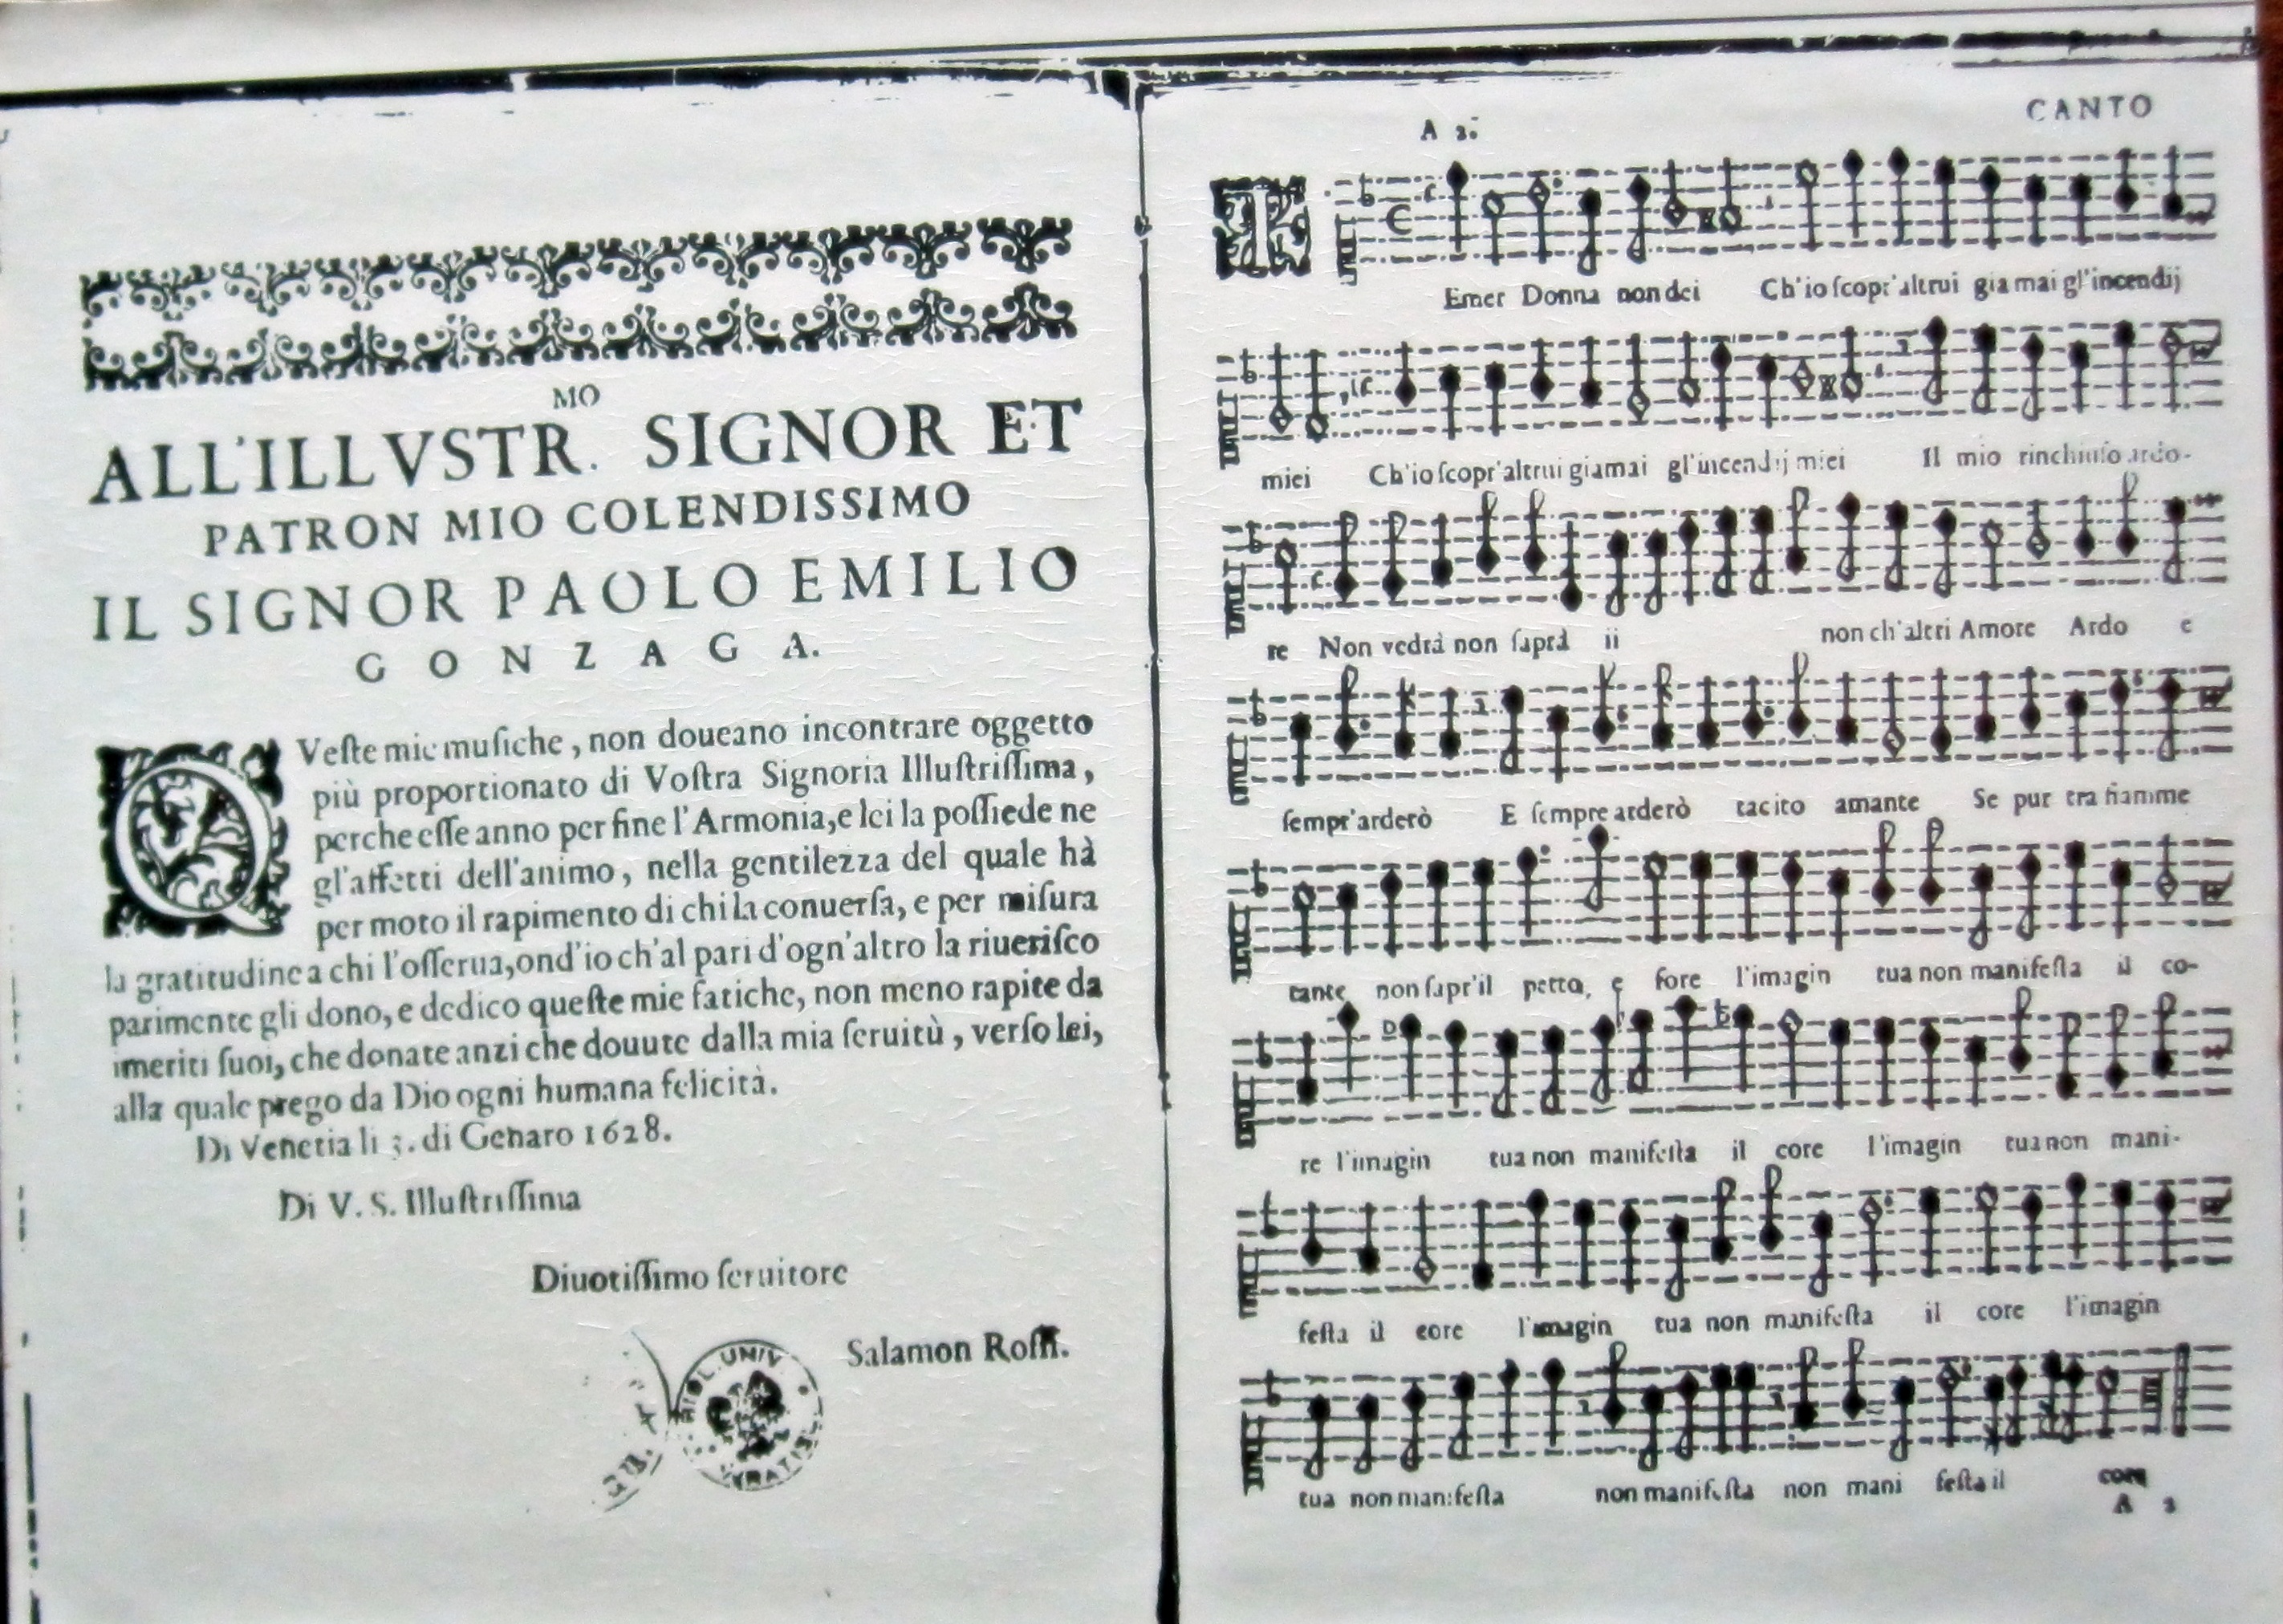 MO
ALL'ILLVSTR. SIGNOR ET
PATRON MIO COLENDISSIMO
IL SIGNOR PAOLO EMILIO
GONZAGA.
QVeſte mie muſiche, non doueano incontrare oggetto
più proportionato di Voſtra Signoria Illuſtriſſima,
perche eſſe anno per fine l'Armonia, e lei la poſſiede ne
gl'affetti dell'animo, nella gentilezza del quale hà
per moto il rapimento di chi la conuerſa, e per miſura
la gratitudine a chi l'oſſerua, ond'io ch'al pari d'ogn'altro la riueriſco
parimente gli dono, e dedico queſte mie fatiche, non meno rapite da
imeriti ſuoi, che donate anzi che douute dalla mia ſeruitù, verſo lei,
alla quale prego da Dio ogni humana felicità.
Di Venetia li 3. di Genaro 1628.
Di V. S. Illuſtriſſima
Diuotiſſimo ſeruitore
Salamon Roſſi.
BIBL. UNIV
VRATISL
CANTO
A 2.
TEmer Donna non dei Ch'io ſcopr'altrui gia mai gl'incendij
miei Ch'io ſcopr'altrui giamai gl'incendij miei Il mio rinchiuſo ardo-
re Non vedrà non ſaprà ii non ch'altri Amore Ardo e
ſempr'arderò E ſempre arderò tacito amante Se pur tra fiamme
tante non ſapr'il petto, e fore l'imagin tua non manifeſta il co-
re l'imagin tua non manifeſta il core l'imagin tua non mani-
feſta il core l'imagin tua non manifeſta il core l'imagin
tua non manifeſta non manifeſta non mani feſta il core
A 2